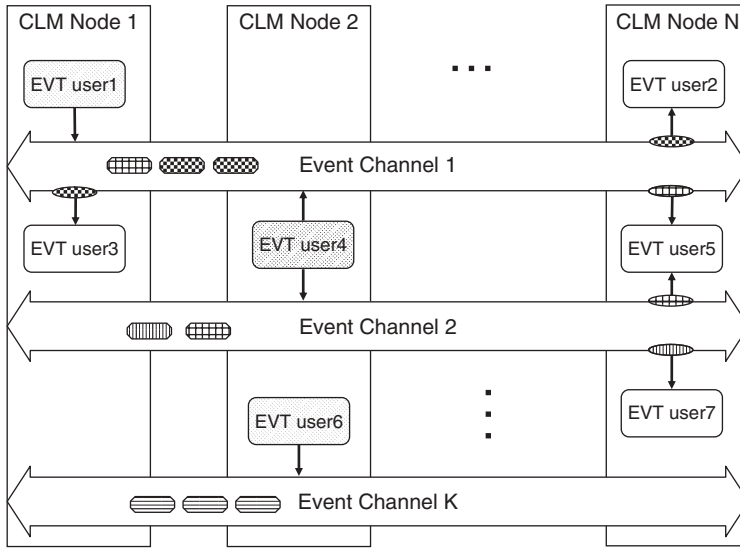 CLM Node 1
CLM Node 2
CLM Node N
EVT user1
EVT user2
Event Channel 1
EVT user3
EVT user4
EVT user5
Event Channel 2
EVT user6
EVT user7
Event Channel K